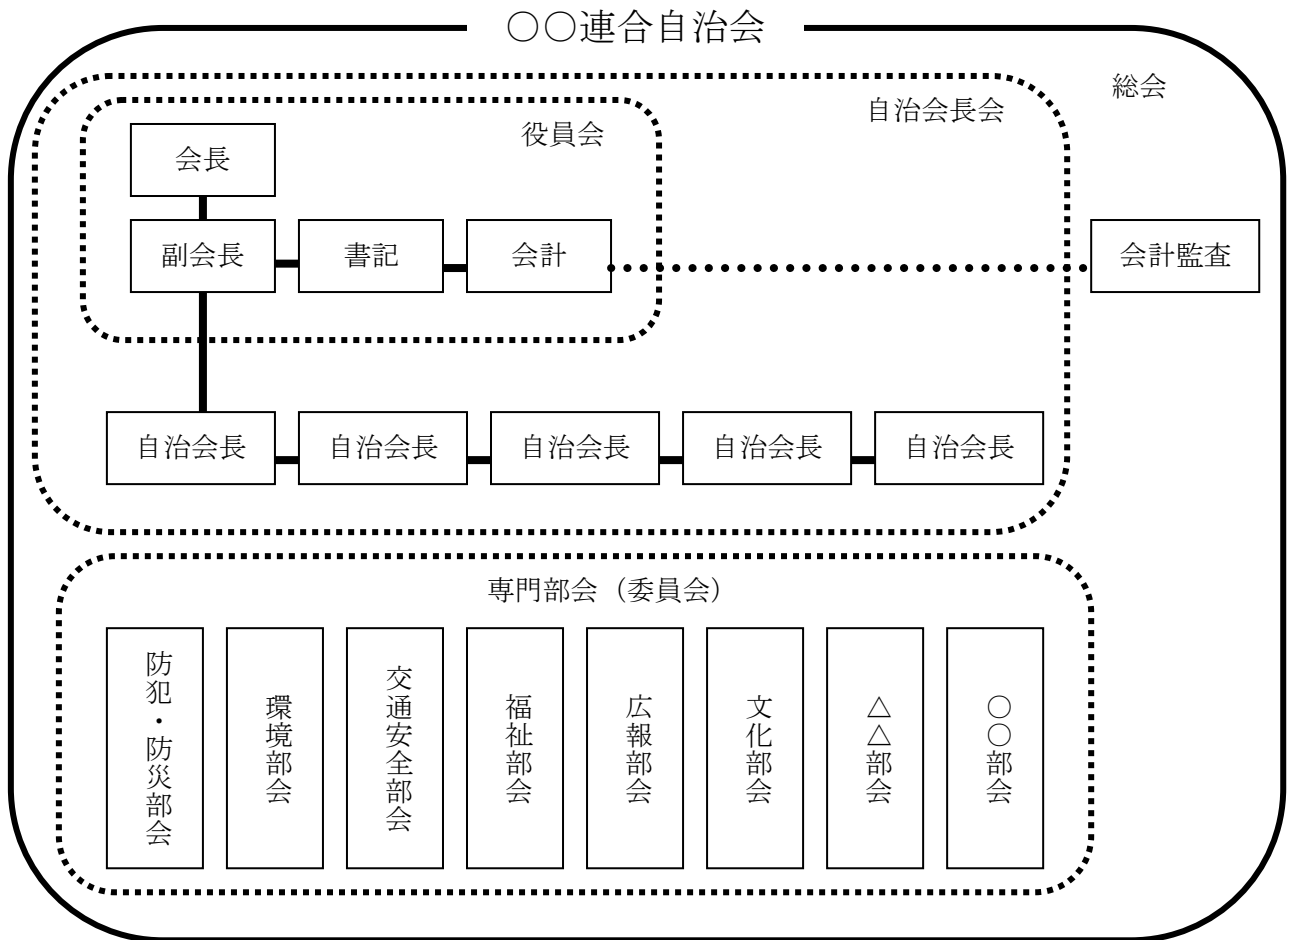 〇〇連合自治会
総会
自治会長会
役員会
会長
副会長
書記
会計
会計監査
自治会長
自治会長
自治会長
自治会長
自治会長
専門部会（委員会）
防犯・防災部会
環境部会
交通安全部会
福祉部会
広報部会
文化部会
△△部会
〇〇部会